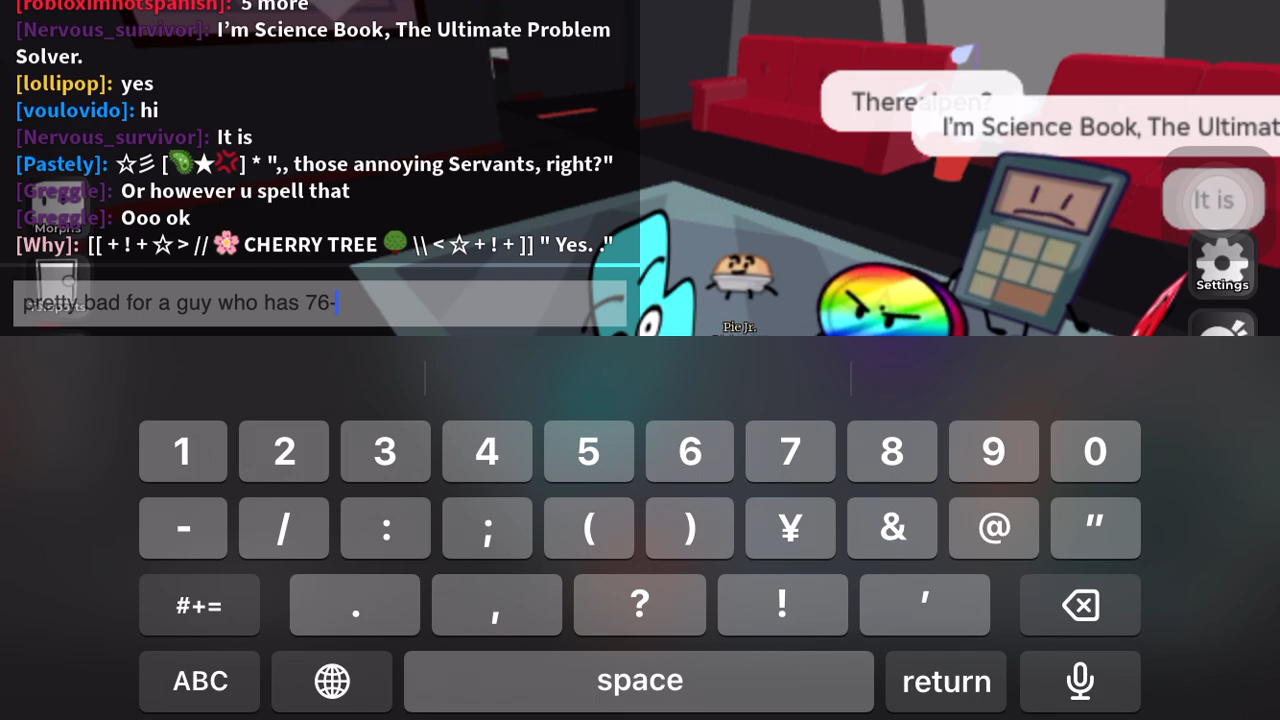 [robloximnotspanish]: 5 more
[Nervous_survivor]: I'm Science Book, The Ultimate Problem
Solver.
[lollipop]: yes
[voulovido]: hi
[Nervous_survivor]: It is
[Pastely]: ☆彡 [🍈★💢] * ",, those annoying Servants, right?"
[Greggle]: Or however u spell that
[Greggle]: Ooo ok
[Why]: [[ + ! + ☆ > // 🌸 CHERRY TREE 🌳 \\ < ☆ + ! + ]] " Yes. ."
Morphs
pretty bad for a guy who has 76-
Therealpen?
I'm Science Book, The Ultimat
It is
Settings
Pie Jr.
1 2 3 4 5 6 7 8 9 0
- / : ; ( ) ¥ & @ "
#+= . , ? ! '
ABC space return